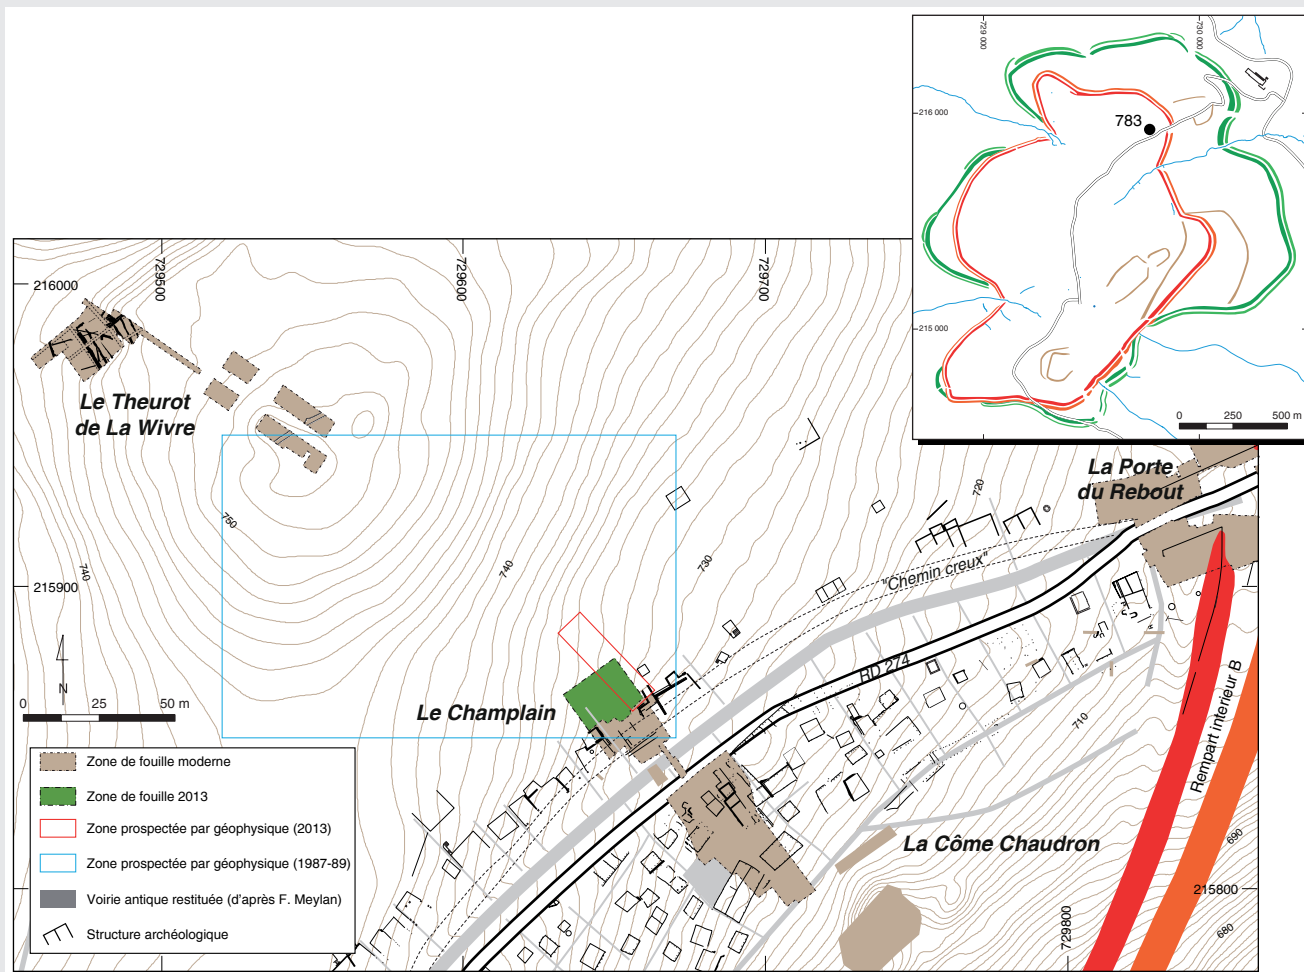 729 000
730 000
216 000
783
215 000
0 250 500 m
216000
729500
729600
729700
Le Theurot
de La Wivre
La Porte
du Rebout
750
740
740
730
720
"Chemin creux"
215900
RD 274
N
0 25 50 m
Le Champlain
710
Rempart interieur B
La Côme Chaudron
690
680
215800
729800
Zone de fouille moderne
Zone de fouille 2013
Zone prospectée par géophysique (2013)
Zone prospectée par géophysique (1987-89)
Voirie antique restituée (d'après F. Meylan)
Structure archéologique